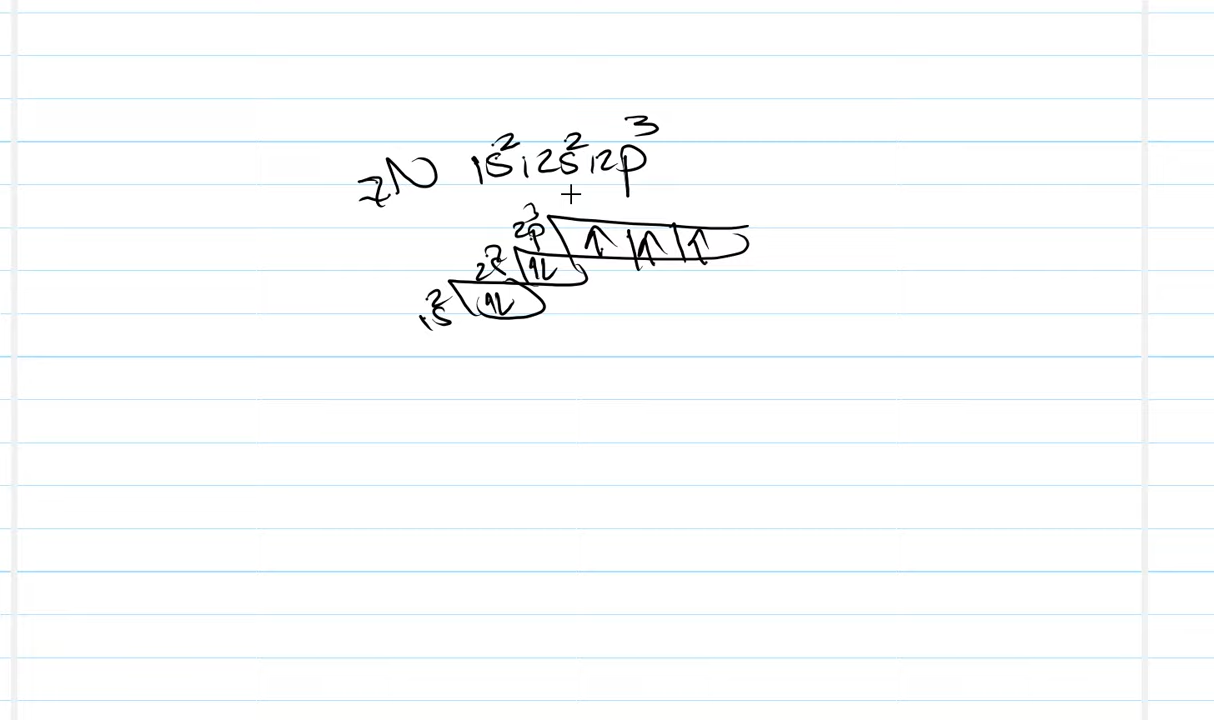 ₇N 1s²,2s²,2p³
2p³ ↑ ↑ ↑
2s² ↑↓
1s² ↑↓